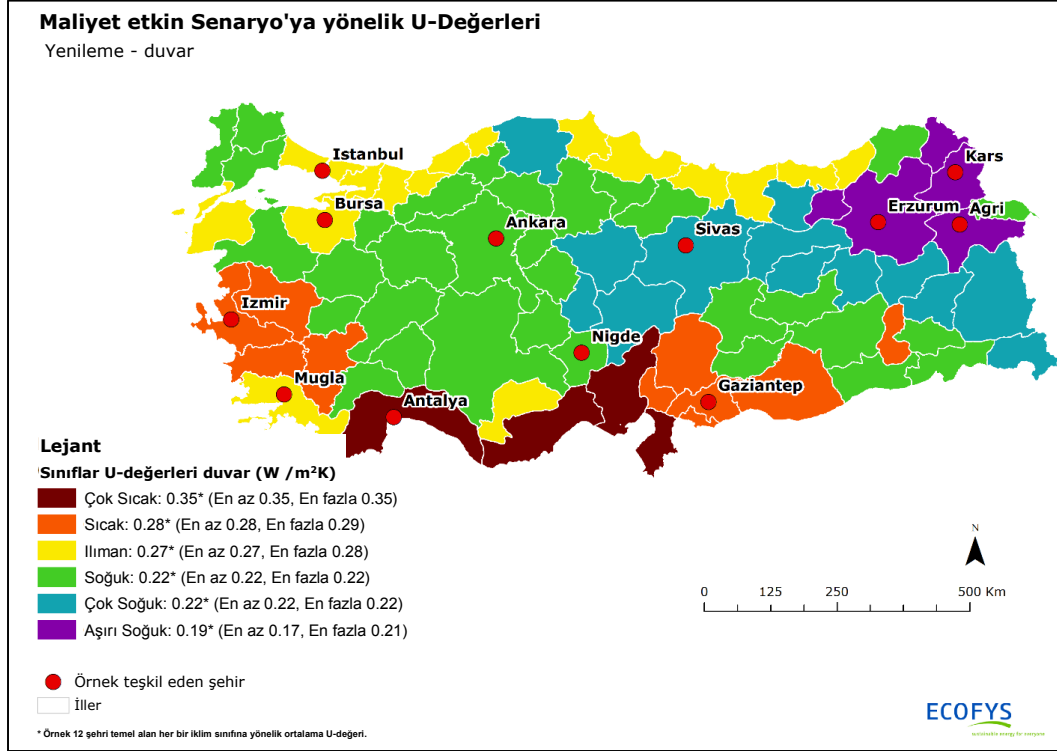 Maliyet etkin Senaryo'ya yönelik U-Değerleri
Yenileme - duvar
Istanbul
Kars
Bursa
Erzurum
Agri
Ankara
Sivas
Izmir
Nigde
Mugla
Antalya
Gaziantep
Lejant
Sınıflar U-değerleri duvar (W /m²K)
Çok Sıcak: 0.35* (En az 0.35, En fazla 0.35)
Sıcak: 0.28* (En az 0.28, En fazla 0.29)
Ilıman: 0.27* (En az 0.27, En fazla 0.28)
Soğuk: 0.22* (En az 0.22, En fazla 0.22)
Çok Soğuk: 0.22* (En az 0.22, En fazla 0.22)
Aşırı Soğuk: 0.19* (En az 0.17, En fazla 0.21)
N
0 125 250 500 Km
Örnek teşkil eden şehir
İller
ECOFYS
sustainable energy for everyone
* Örnek 12 şehri temel alan her bir iklim sınıfına yönelik ortalama U-değeri.